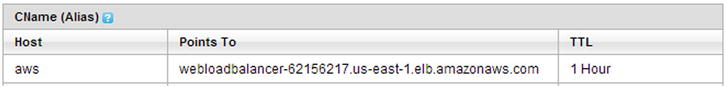 CName (Alias) ?
Host Points To TTL
aws webloadbalancer-62156217.us-east-1.elb.amazonaws.com 1 Hour